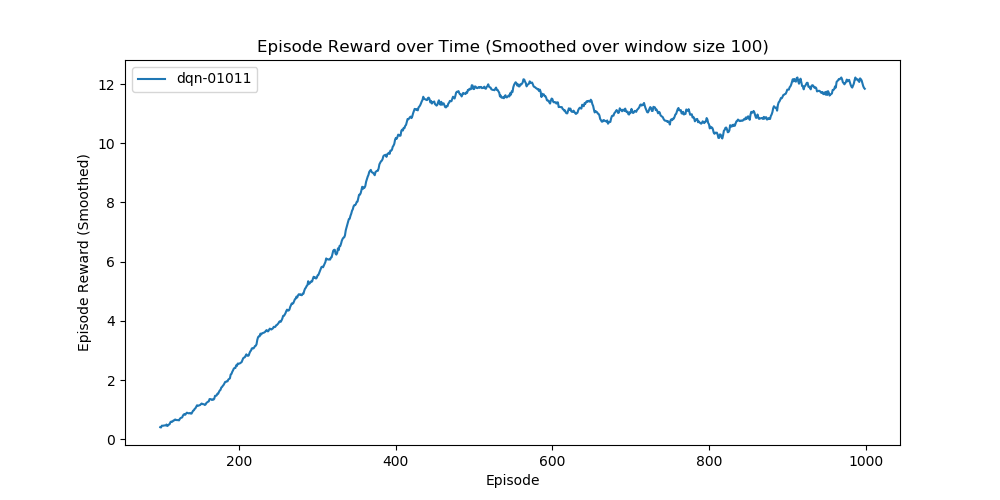 Episode Reward over Time (Smoothed over window size 100)
dqn-01011
Episode Reward (Smoothed)
12
10
8
6
4
2
0
200 400 600 800 1000
Episode